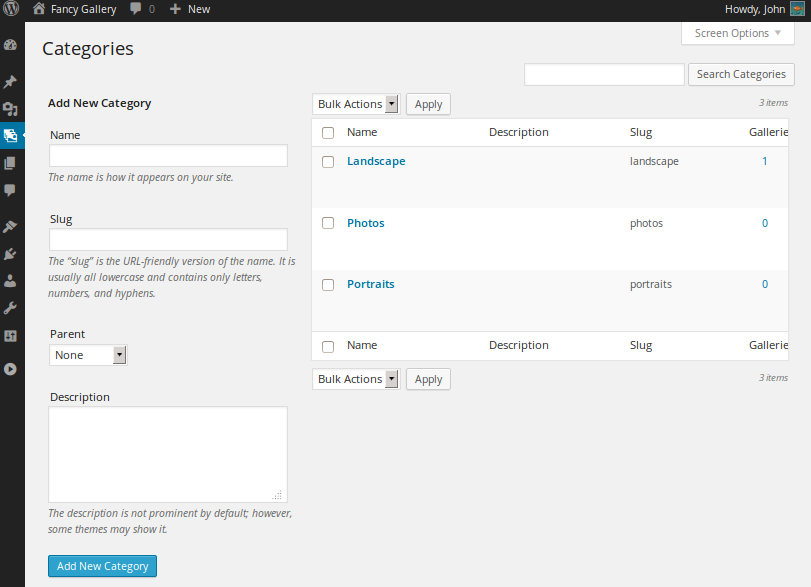 Fancy Gallery 0 New Howdy, John
Screen Options
Categories
Search Categories
Add New Category
Name
The name is how it appears on your site.
Slug
The “slug” is the URL-friendly version of the name. It is
usually all lowercase and contains only letters,
numbers, and hyphens.
Parent
None
Description
The description is not prominent by default; however,
some themes may show it.
Add New Category
Bulk Actions Apply 3 items
Name Description Slug Gallerie
Landscape landscape 1
Photos photos 0
Portraits portraits 0
Name Description Slug Gallerie
Bulk Actions Apply 3 items